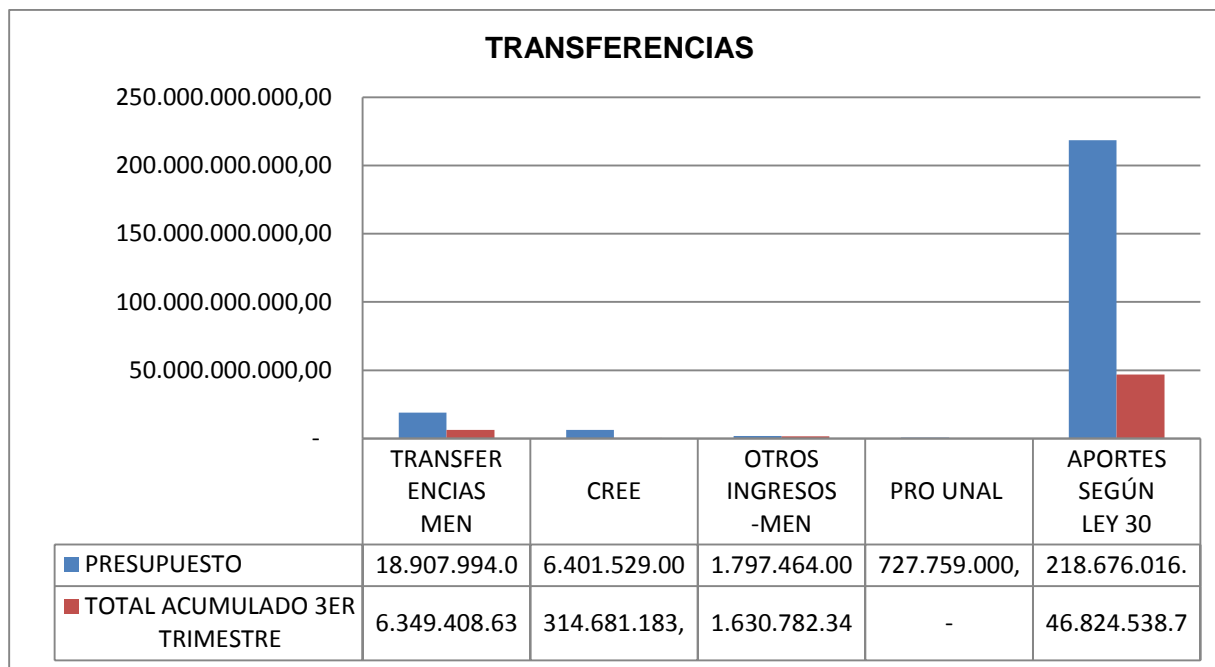 TRANSFERENCIAS
250.000.000.000,00
200.000.000.000,00
150.000.000.000,00
100.000.000.000,00
50.000.000.000,00
-
TRANSFER
ENCIAS
MEN
CREE
OTROS
INGRESOS
-MEN
PRO UNAL
APORTES
SEGÚN
LEY 30
PRESUPUESTO 18.907.994.0 6.401.529.00 1.797.464.00 727.759.000, 218.676.016.
TOTAL ACUMULADO 3ER
TRIMESTRE 6.349.408.63 314.681.183, 1.630.782.34 - 46.824.538.7